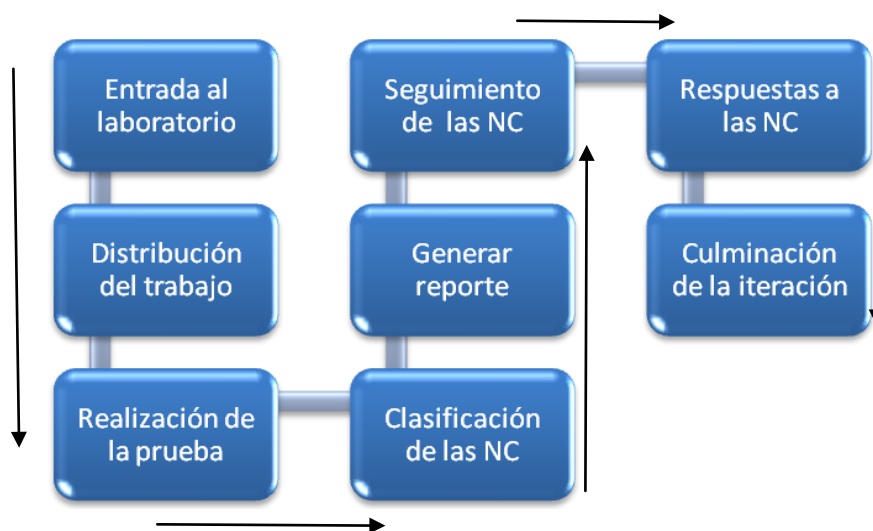 Entrada al
laboratorio
Distribución
del trabajo
Realización de
la prueba
Clasificación
de las NC
Generar
reporte
Seguimiento
de las NC
Respuestas a
las NC
Culminación
de la iteración